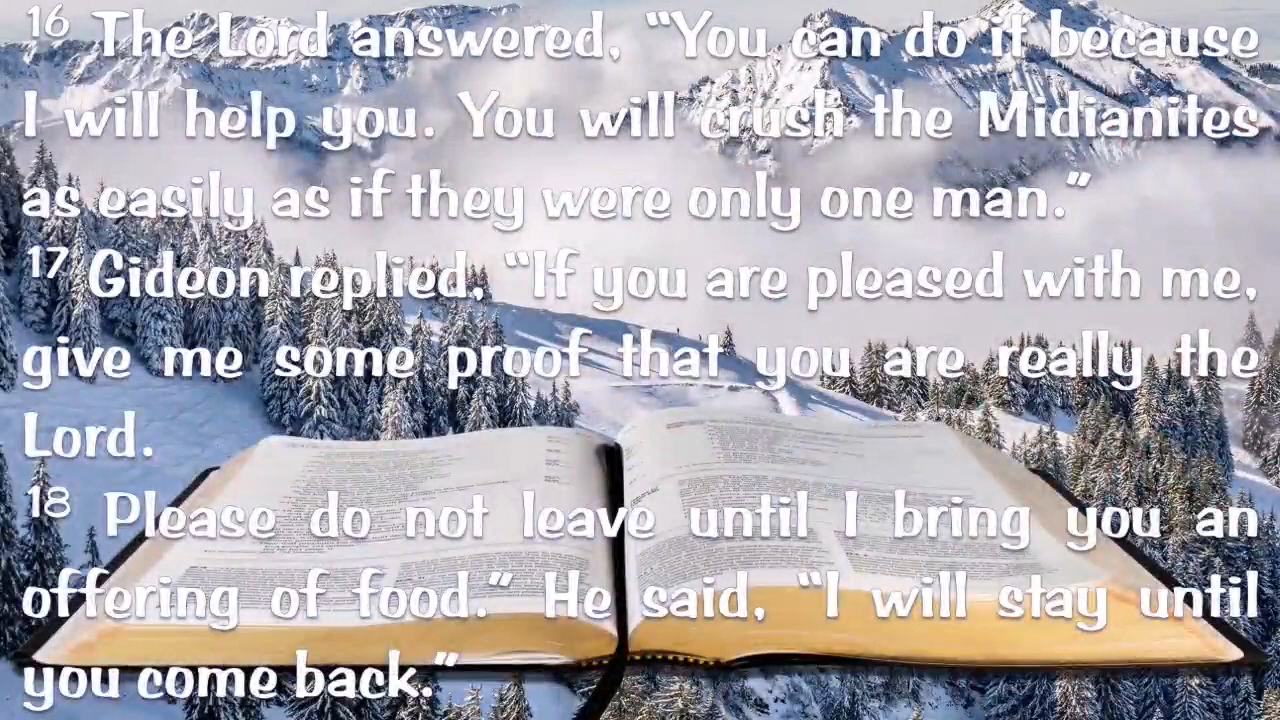 16 The Lord answered, “You can do it because
I will help you. You will crush the Midianites
as easily as if they were only one man.”
17 Gideon replied, “If you are pleased with me,
give me some proof that you are really the
Lord.
18 Please do not leave until I bring you an
offering of food.” He said, “I will stay until
you come back.”